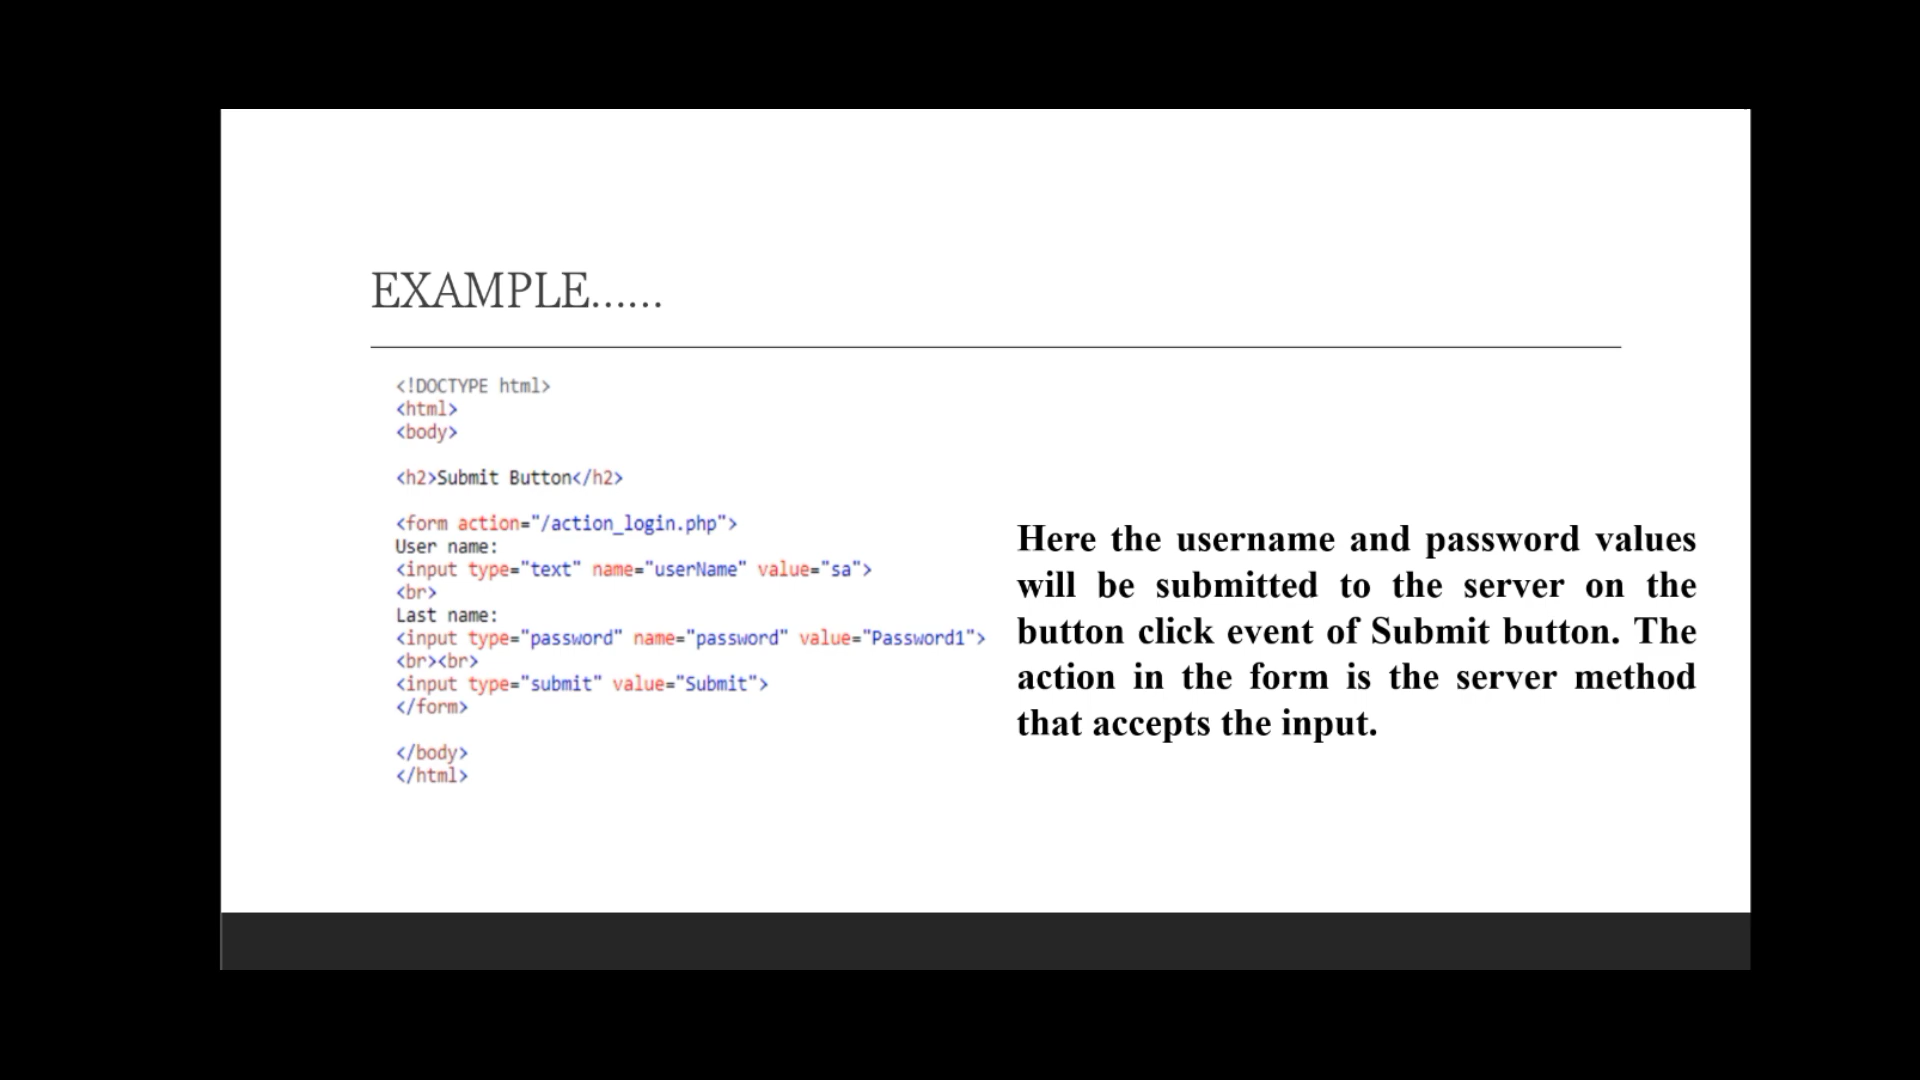 EXAMPLE……
<!DOCTYPE html>
<html>
<body>
<h2>Submit Button</h2>
<form action="/action_login.php">
User name:
<input type="text" name="userName" value="sa">
<br>
Last name:
<input type="password" name="password" value="Password1">
<br><br>
<input type="submit" value="Submit">
</form>
</body>
</html>
Here the username and password values
will be submitted to the server on the
button click event of Submit button. The
action in the form is the server method
that accepts the input.